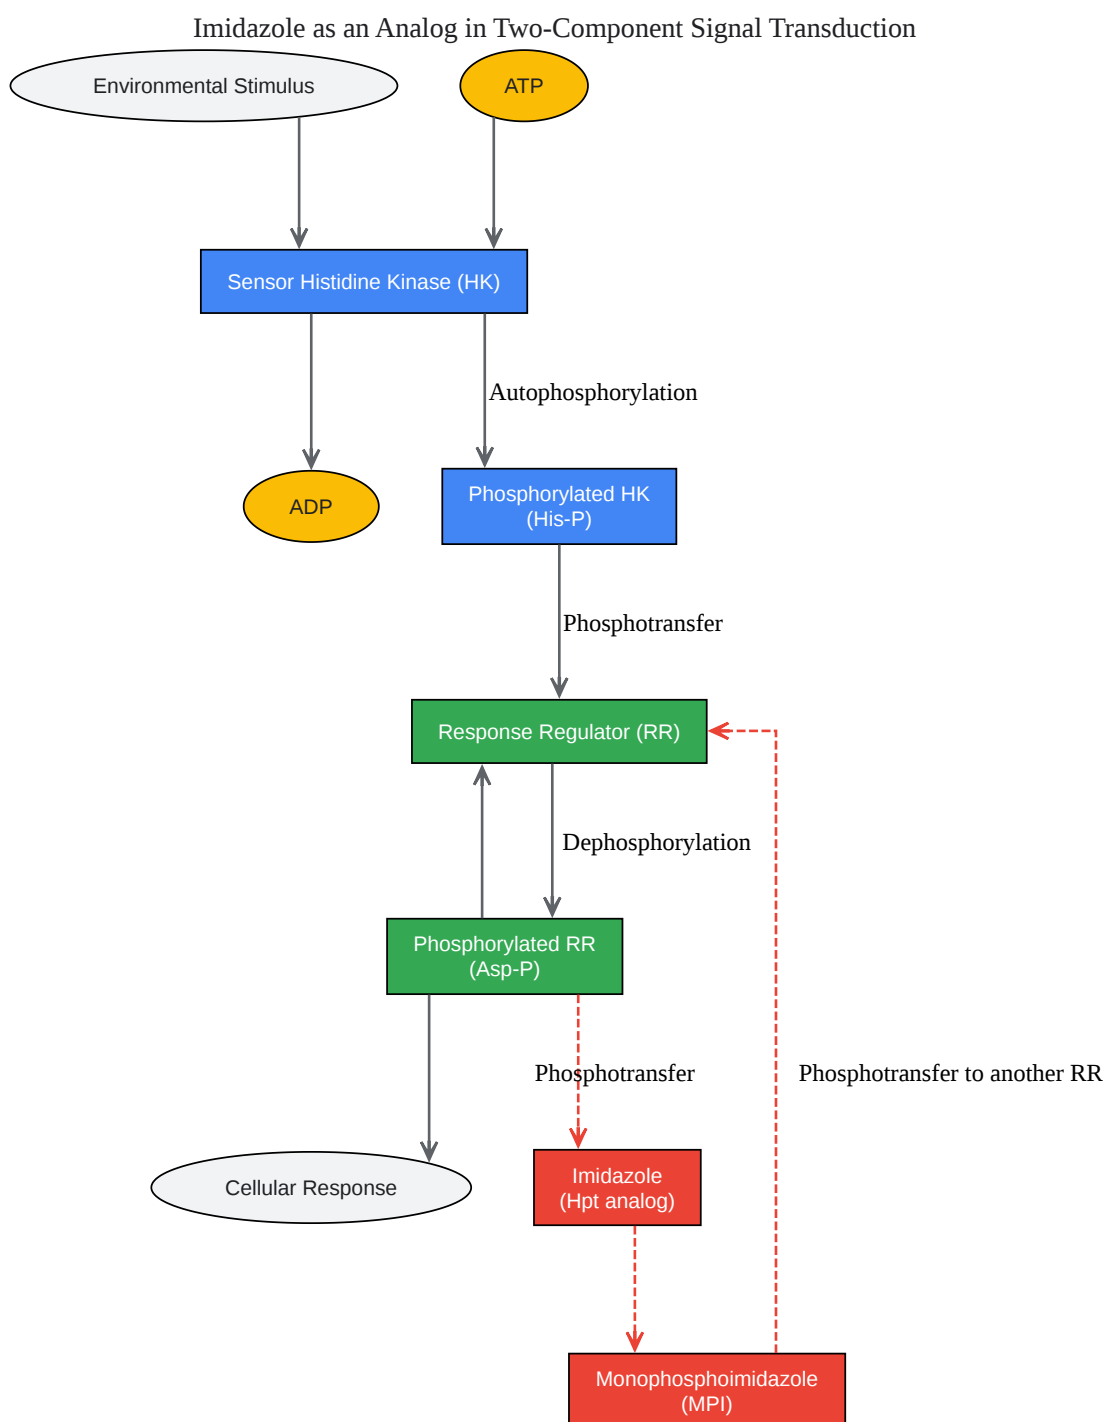 Imidazole as an Analog in Two-Component Signal Transduction
Environmental Stimulus
ATP
Sensor Histidine Kinase (HK)
Autophosphorylation
ADP
Phosphorylated HK
(His-P)
Phosphotransfer
Response Regulator (RR)
Dephosphorylation
Phosphorylated RR
(Asp-P)
Phosphotransfer
Phosphotransfer to another RR
Cellular Response
Imidazole
(Hpt analog)
Monophosphoimidazole
(MPI)